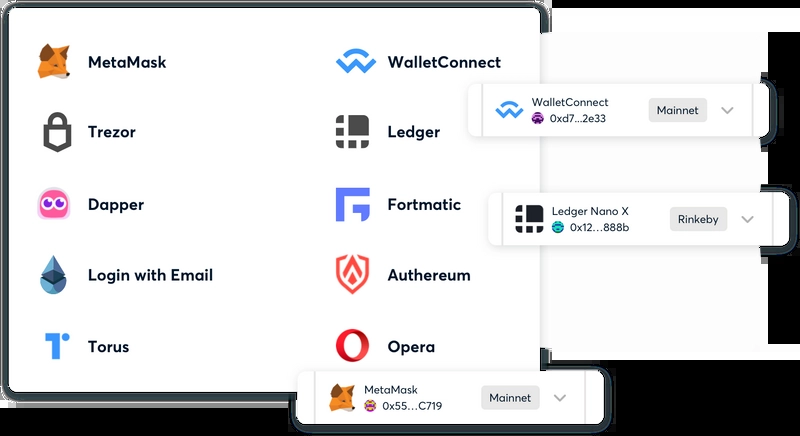 MetaMask
WalletConnect
WalletConnect
0xd7...2e33
Mainnet
Trezor
Ledger
Dapper
Fortmatic
Ledger Nano X
0x12...888b
Rinkeby
Login with Email
Authereum
Torus
Opera
MetaMask
0x55...C719
Mainnet